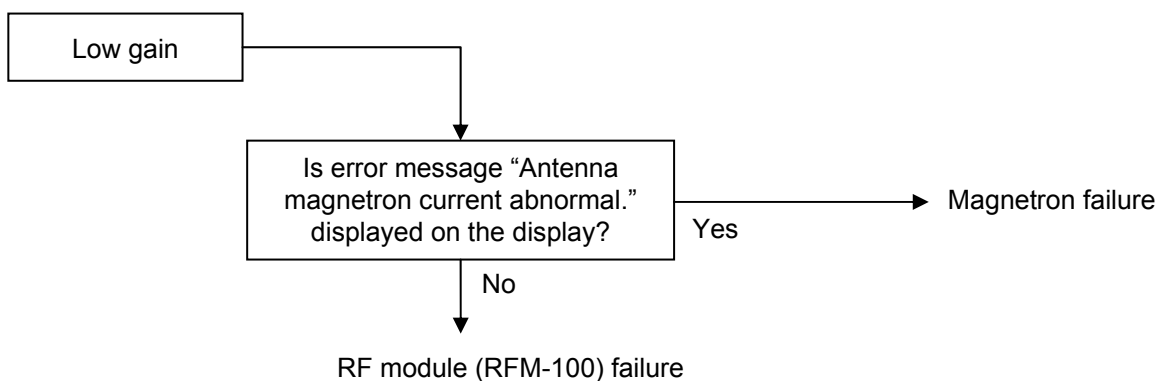 Low gain
Is error message “Antenna
magnetron current abnormal.”
displayed on the display?
Yes
Magnetron failure
No
RF module (RFM-100) failure